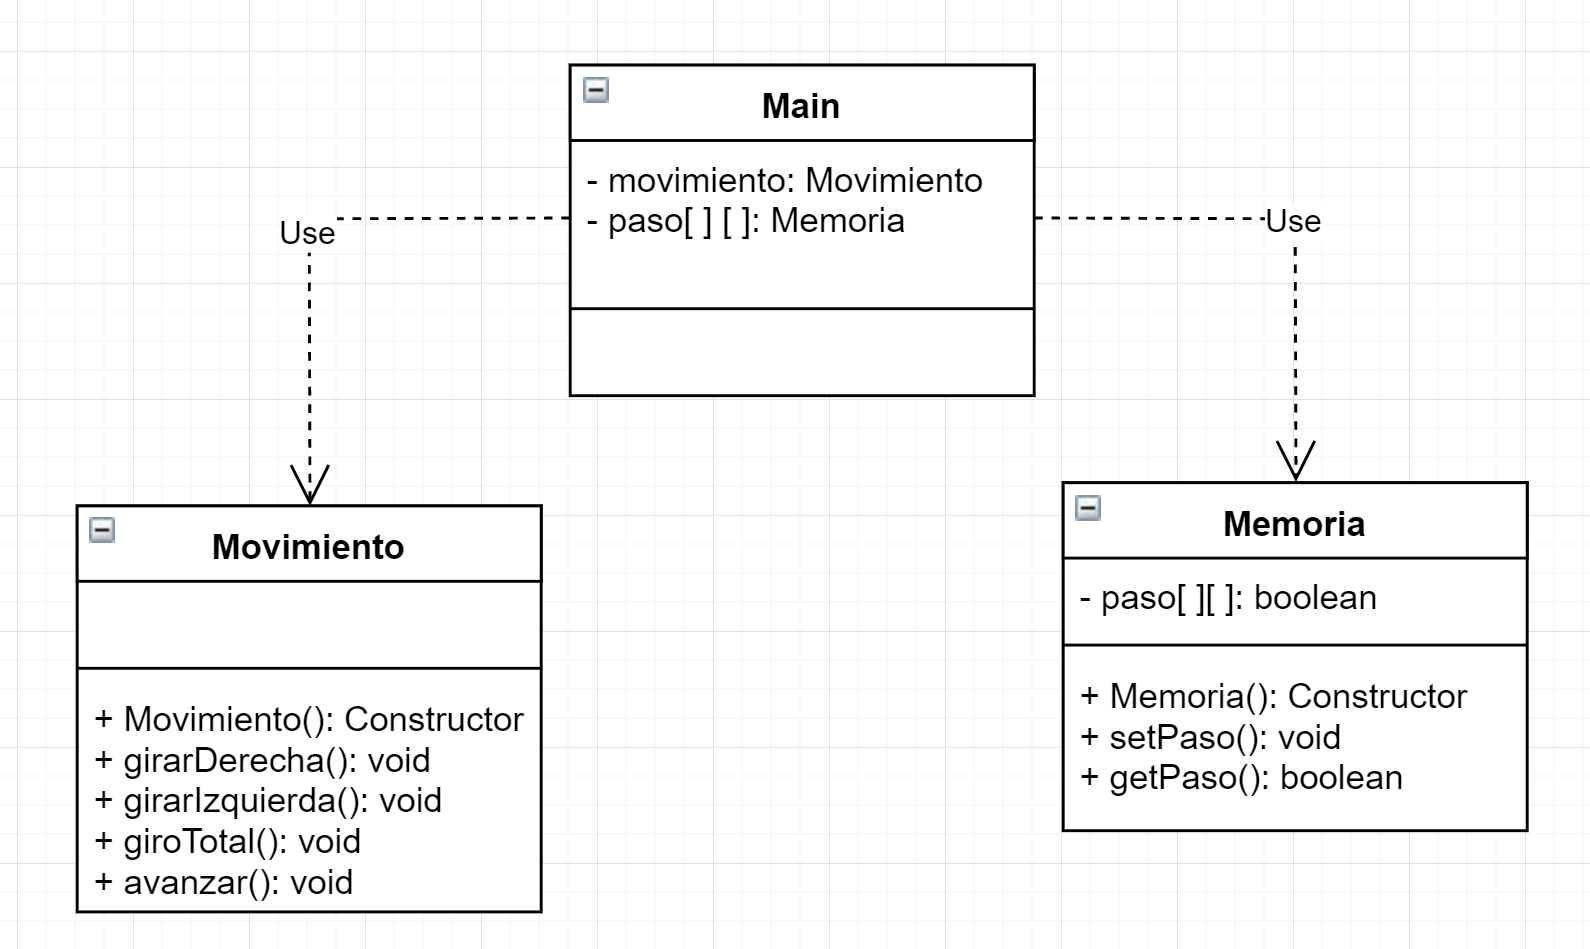 Main
- movimiento: Movimiento
- paso[ ] [ ]: Memoria
Use
Use
Movimiento
+ Movimiento(): Constructor
+ girarDerecha(): void
+ girarIzquierda(): void
+ giroTotal(): void
+ avanzar(): void
Memoria
- paso[ ][ ]: boolean
+ Memoria(): Constructor
+ setPaso(): void
+ getPaso(): boolean